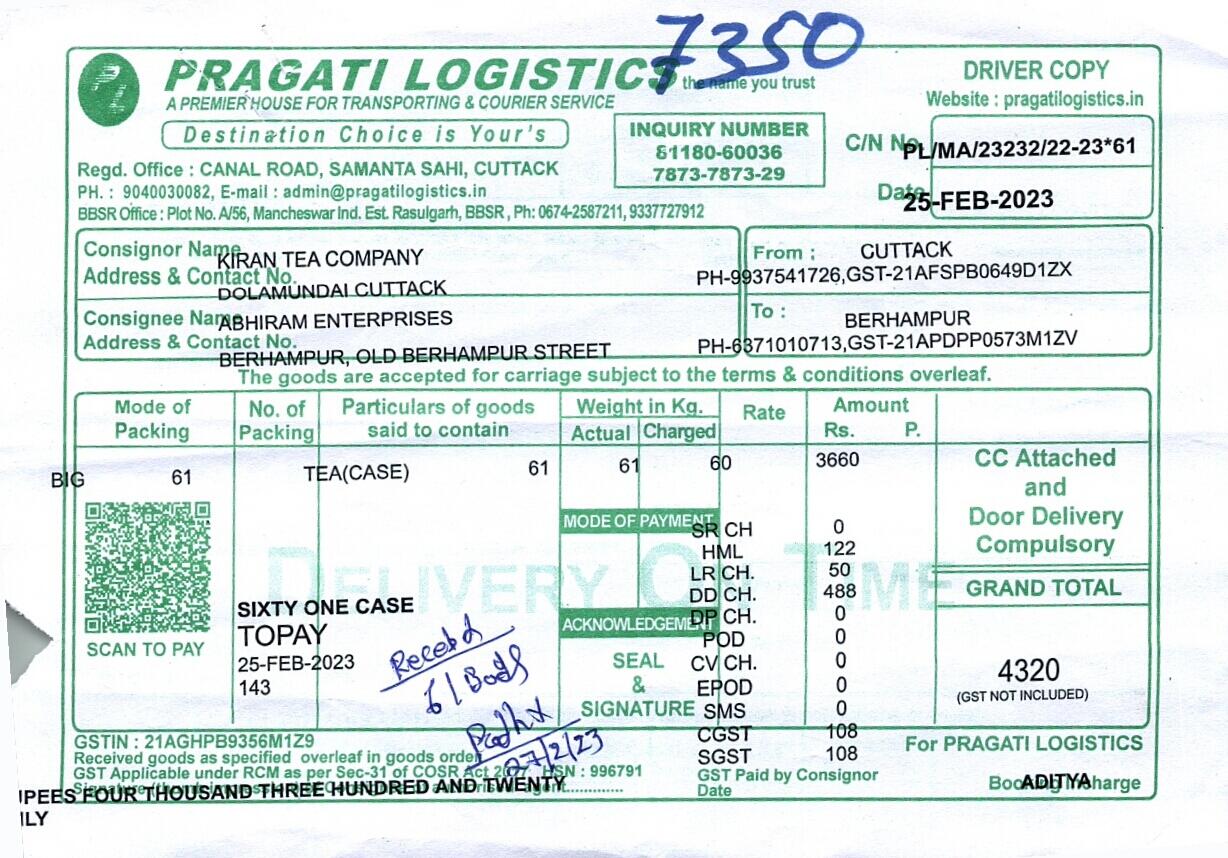 7350
PRAGATI LOGISTICS the name you trust
A PREMIER HOUSE FOR TRANSPORTING & COURIER SERVICE
Destination Choice is Your's
Regd. Office : CANAL ROAD, SAMANTA SAHI, CUTTACK
PH. : 9040030082, E-mail : admin@pragatilogistics.in
BBSR Office : Plot No. A/56, Mancheswar Ind. Est. Rasulgarh, BBSR , Ph: 0674-2587211, 9337727912
INQUIRY NUMBER
81180-60036
7873-7873-29
DRIVER COPY
Website : pragatilogistics.in
C/N No. PL/MA/23232/22-23*61
Date 25-FEB-2023
Consignor Name KIRAN TEA COMPANY
Address & Contact No. DOLAMUNDAI CUTTACK
From : CUTTACK
PH-9937541726,GST-21AFSPB0649D1ZX
Consignee Name ABHIRAM ENTERPRISES
Address & Contact No. BERHAMPUR, OLD BERHAMPUR STREET
To : BERHAMPUR
PH-6371010713,GST-21APDPP0573M1ZV
The goods are accepted for carriage subject to the terms & conditions overleaf.
Mode of Packing No. of Packing Particulars of goods said to contain Weight in Kg. Actual Charged Rate Amount Rs. P.
BIG 61 TEA(CASE) 61 61 60 3660
CC Attached
and
Door Delivery
Compulsory
GRAND TOTAL
4320
(GST NOT INCLUDED)
SCAN TO PAY
DELIVERY ON TIME
SIXTY ONE CASE
TOPAY
25-FEB-2023
143
MODE OF PAYMENT
ACKNOWLEDGEMENT
SEAL
&
SIGNATURE
SR CH 0
HML 122
LR CH. 50
DD CH. 488
DP CH. 0
POD 0
CV CH. 0
EPOD 0
SMS 0
CGST 108
SGST 108
61
27/2/23
GSTIN : 21AGHPB9356M1Z9
Received goods as specified overleaf in goods order
GST Applicable under RCM as per Sec-31 of COSR Act HSN : 996791
GST Paid by Consignor
Date
For PRAGATI LOGISTICS
Booking Incharge
ADITYA
UPEES FOUR THOUSAND THREE HUNDRED AND TWENTY
NLY